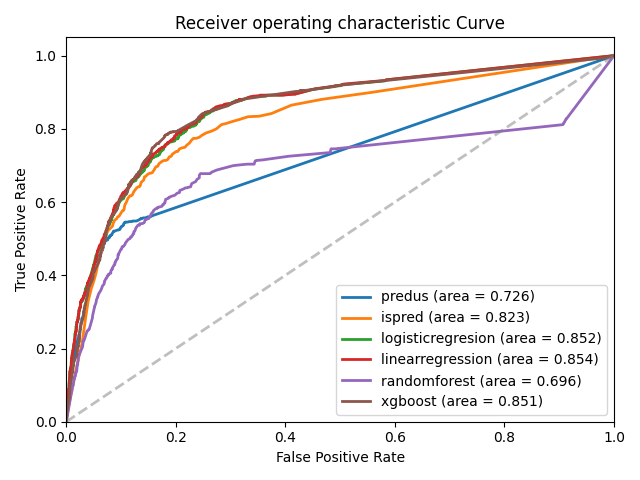 Receiver operating characteristic Curve
True Positive Rate
1.0
0.8
0.6
0.4
0.2
0.0
predus (area = 0.726)
ispred (area = 0.823)
logisticregresion (area = 0.852)
linearregression (area = 0.854)
randomforest (area = 0.696)
xgboost (area = 0.851)
0.0 0.2 0.4 0.6 0.8 1.0
False Positive Rate